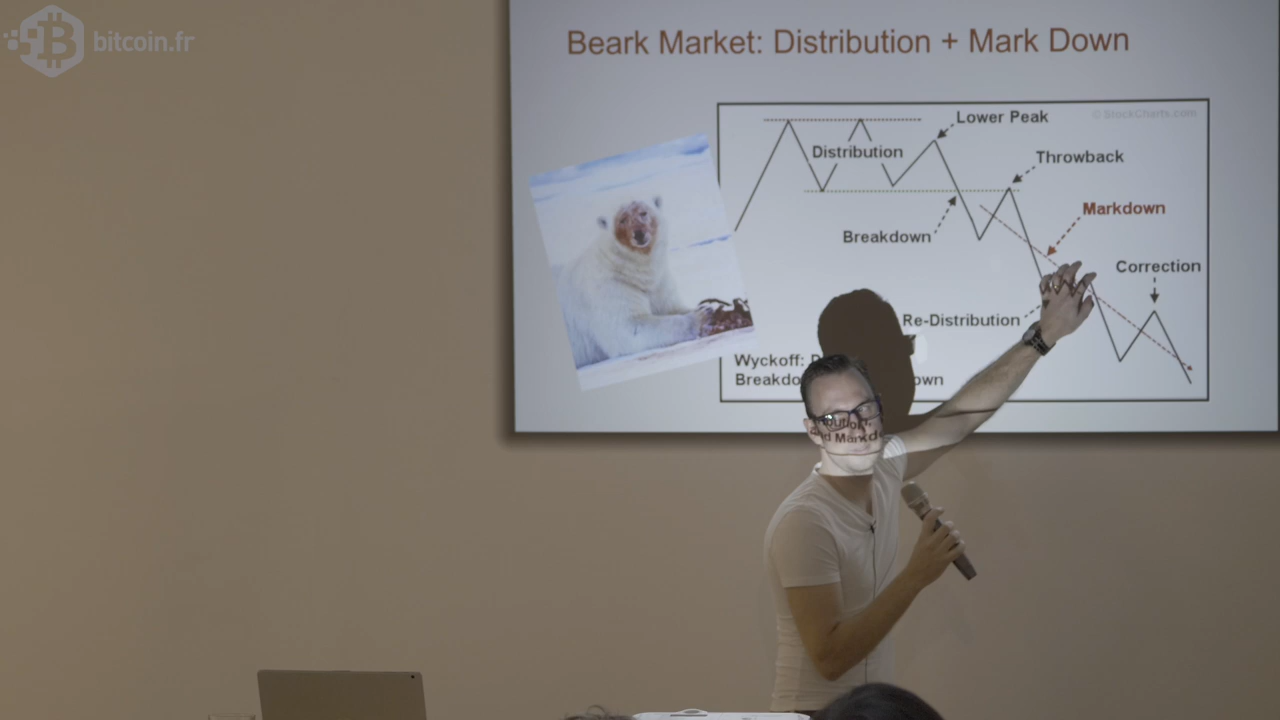 bitcoin.fr
Beark Market: Distribution + Mark Down
© StockCharts.com
Lower Peak
Distribution
Throwback
Markdown
Breakdown
Correction
Re-Distribution
Wyckoff: